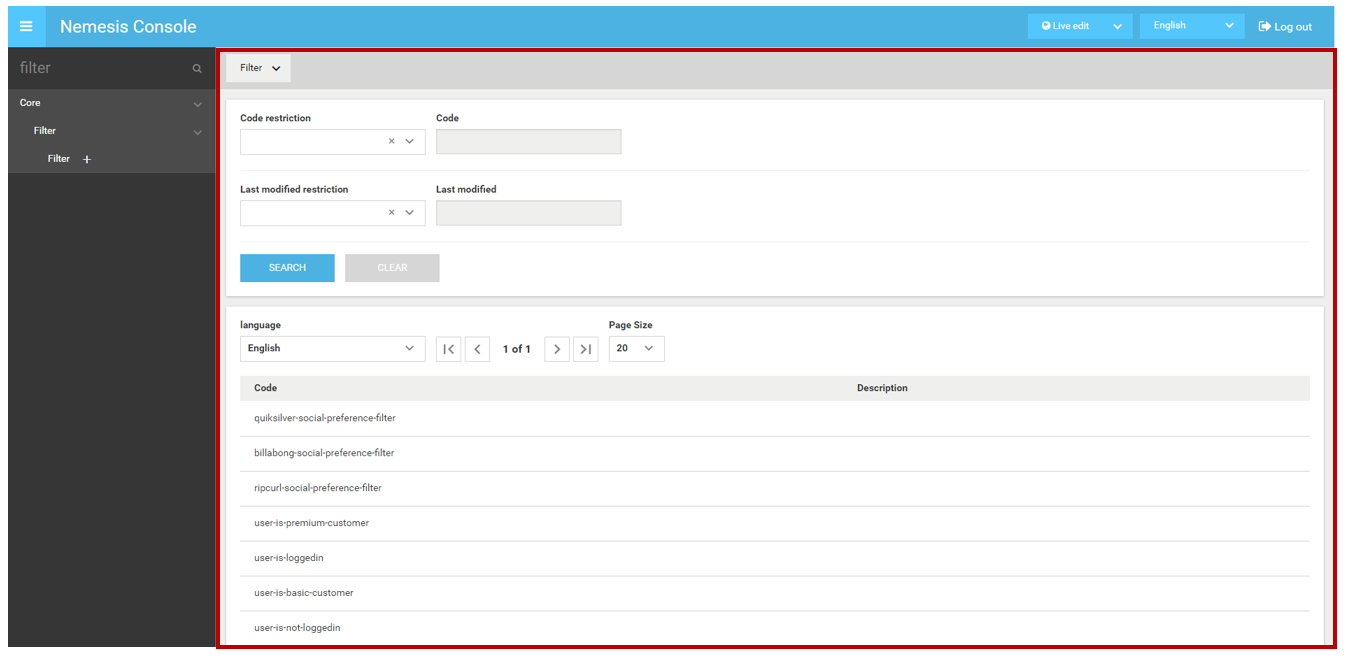 Nemesis Console
Live edit
English
Log out
filter
Core
Filter
Filter
Filter
Code restriction
Code
×
Last modified restriction
Last modified
×
SEARCH
CLEAR
language
Page Size
English
1 of 1
20
Code
Description
quiksilver-social-preference-filter
billabong-social-preference-filter
ripcurl-social-preference-filter
user-is-premium-customer
user-is-loggedin
user-is-basic-customer
user-is-not-loggedin